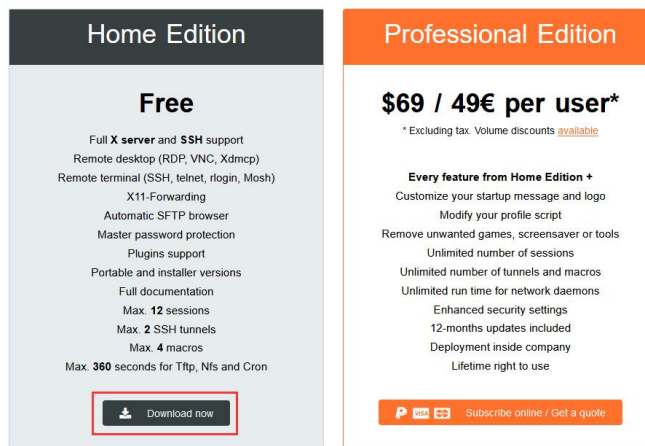 Home Edition
Free
Full X server and SSH support
Remote desktop (RDP, VNC, Xdmcp)
Remote terminal (SSH, telnet, rlogin, Mosh)
X11-Forwarding
Automatic SFTP browser
Master password protection
Plugins support
Portable and installer versions
Full documentation
Max. 12 sessions
Max. 2 SSH tunnels
Max. 4 macros
Max. 360 seconds for Tftp, Nfs and Cron
Download now
Professional Edition
$69 / 49€ per user*
* Excluding tax. Volume discounts available
Every feature from Home Edition +
Customize your startup message and logo
Modify your profile script
Remove unwanted games, screensaver or tools
Unlimited number of sessions
Unlimited number of tunnels and macros
Unlimited run time for network daemons
Enhanced security settings
12-months updates included
Deployment inside company
Lifetime right to use
VISA Subscribe online / Get a quote